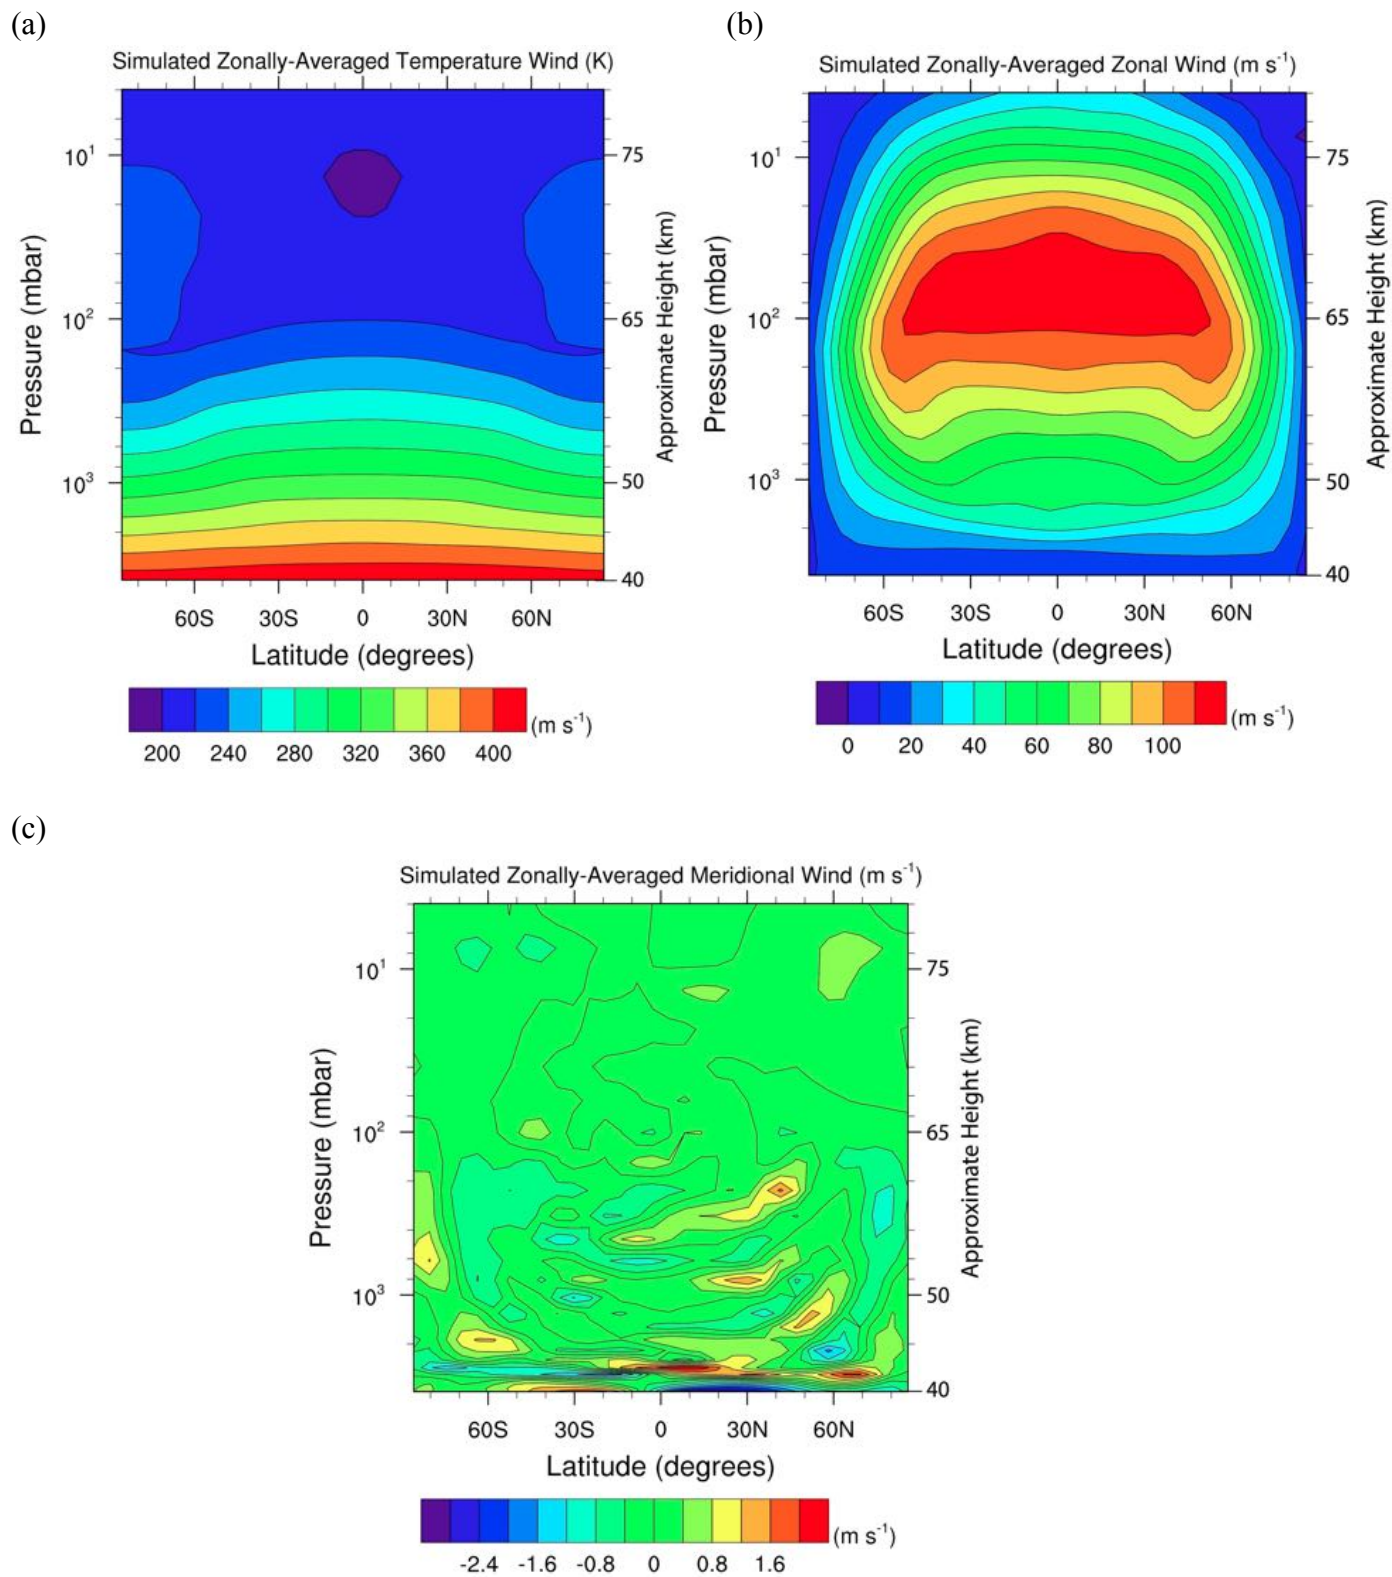 (a)
Simulated Zonally-Averaged Temperature Wind (K)
10¹
10²
10³
Pressure (mbar)
75
65
50
40
Approximate Height (km)
60S 30S 0 30N 60N
Latitude (degrees)
200 240 280 320 360 400
(m s⁻¹)
(b)
Simulated Zonally-Averaged Zonal Wind (m s⁻¹)
10¹
10²
10³
Pressure (mbar)
75
65
50
40
Approximate Height (km)
60S 30S 0 30N 60N
Latitude (degrees)
0 20 40 60 80 100
(m s⁻¹)
(c)
Simulated Zonally-Averaged Meridional Wind (m s⁻¹)
10¹
10²
10³
Pressure (mbar)
75
65
50
40
Approximate Height (km)
60S 30S 0 30N 60N
Latitude (degrees)
-2.4 -1.6 -0.8 0 0.8 1.6
(m s⁻¹)